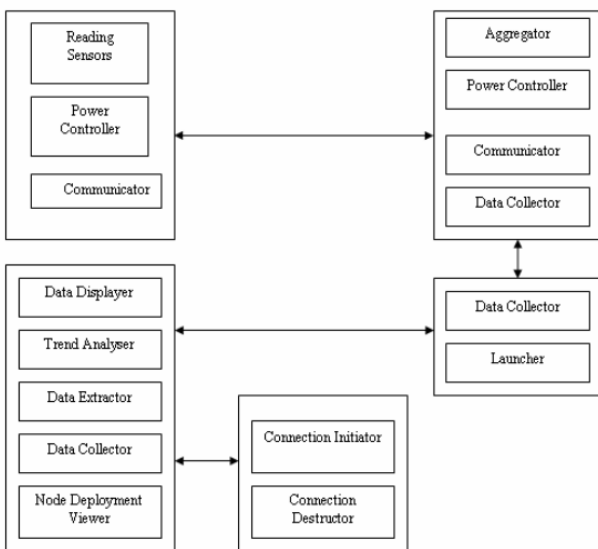 Reading
Sensors
Power
Controller
Communicator
Aggregator
Power Controller
Communicator
Data Collector
Data Displayer
Trend Analyser
Data Extractor
Data Collector
Node Deployment
Viewer
Data Collector
Launcher
Connection Initiator
Connection
Destructor